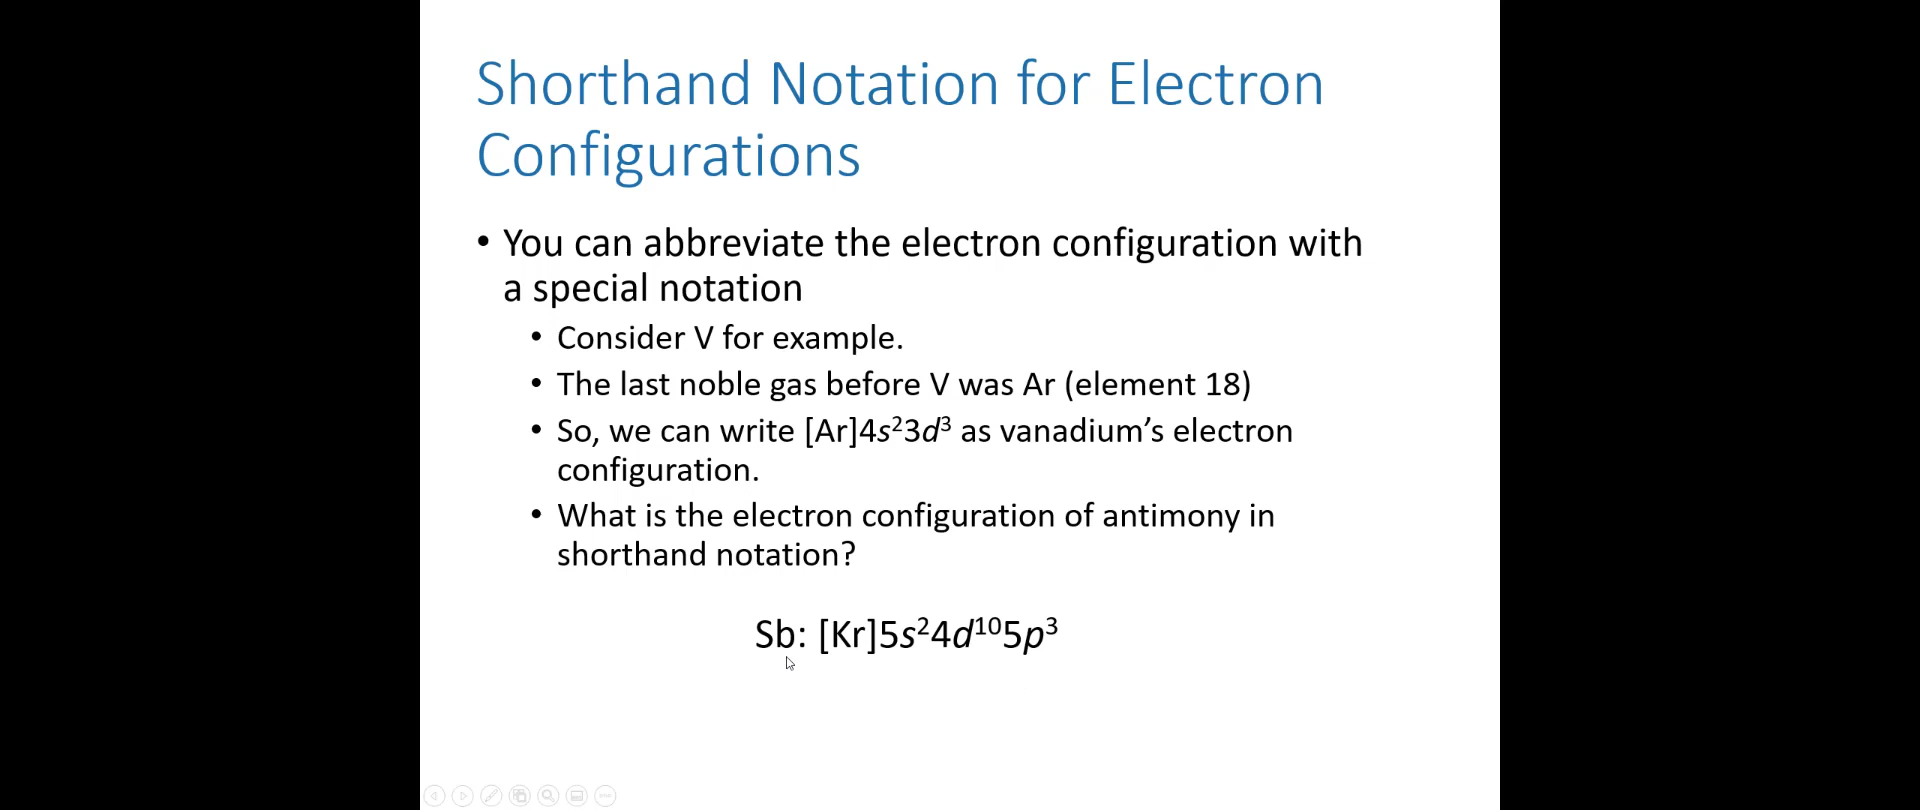 Shorthand Notation for Electron
Configurations
• You can abbreviate the electron configuration with
a special notation
• Consider V for example.
• The last noble gas before V was Ar (element 18)
• So, we can write [Ar]4s²3d³ as vanadium’s electron
configuration.
• What is the electron configuration of antimony in
shorthand notation?
Sb: [Kr]5s²4d¹⁰5p³